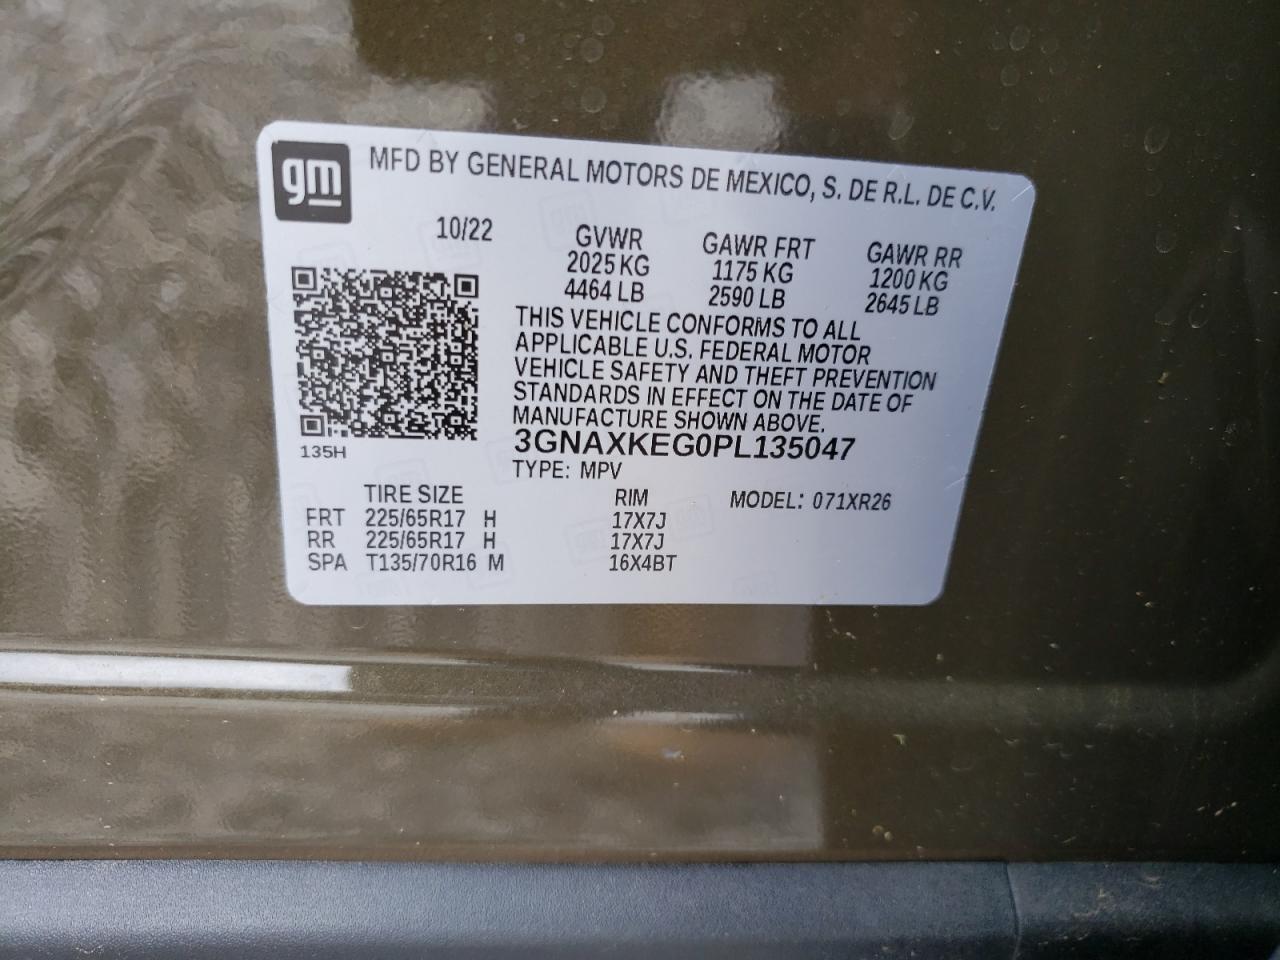 gm
MFD BY GENERAL MOTORS DE MEXICO, S. DE R.L. DE C.V.
10/22 GVWR GAWR FRT GAWR RR
2025 KG 1175 KG 1200 KG
4464 LB 2590 LB 2645 LB
THIS VEHICLE CONFORMS TO ALL
APPLICABLE U.S. FEDERAL MOTOR
VEHICLE SAFETY AND THEFT PREVENTION
STANDARDS IN EFFECT ON THE DATE OF
MANUFACTURE SHOWN ABOVE.
3GNAXKEG0PL135047
135H
TYPE: MPV
TIRE SIZE RIM MODEL: 071XR26
FRT 225/65R17 H 17X7J
RR 225/65R17 H 17X7J
SPA T135/70R16 M 16X4BT